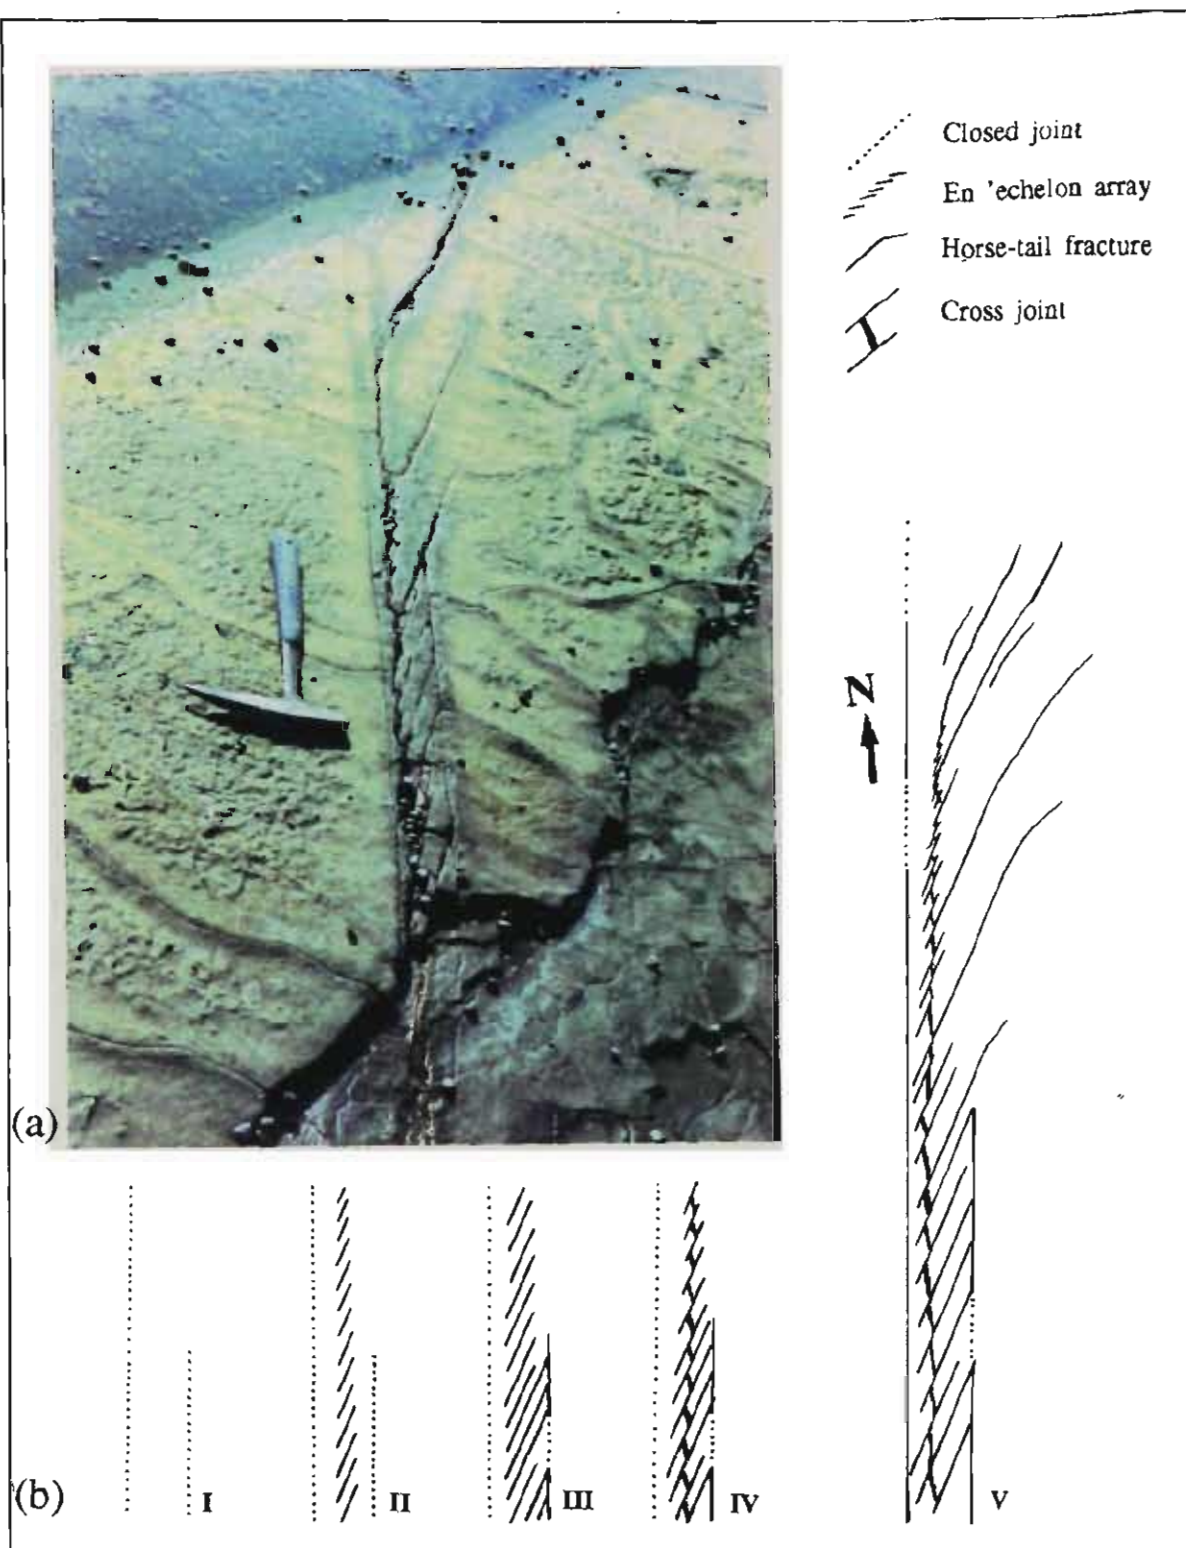 Closed joint
En 'echelon array
Horse-tail fracture
Cross joint
N
(a)
(b)
I
II
III
IV
V